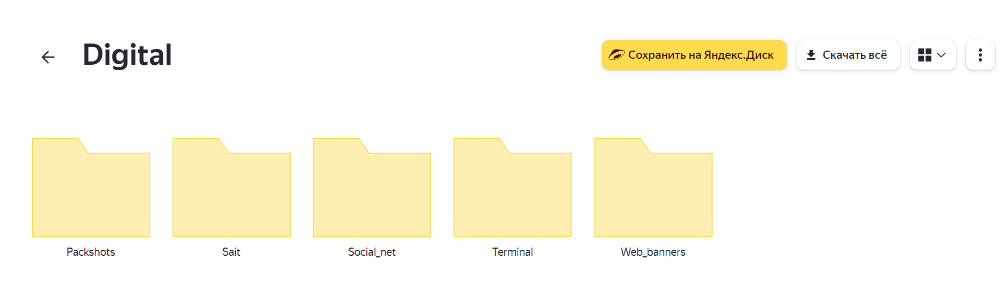 Digital
Сохранить на Яндекс.Диск
Скачать всё
Packshots
Sait
Social_net
Terminal
Web_banners